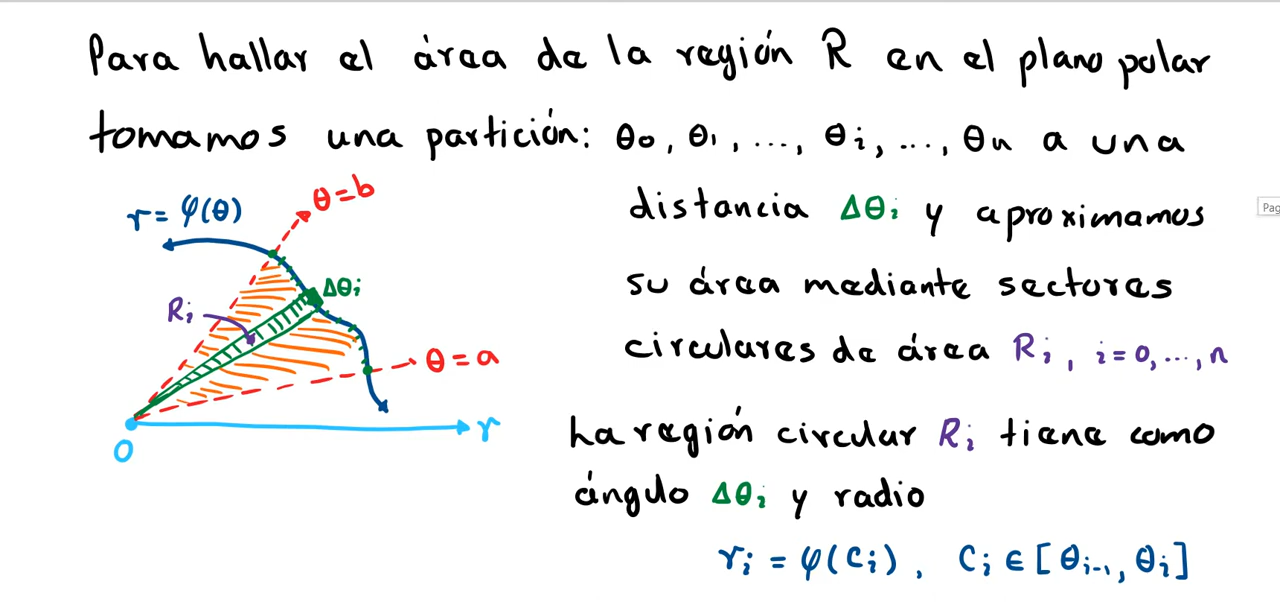 Para hallar el área de la región R en el plano polar
tomamos una partición: θ0, θ1, ..., θi, ..., θn a una
distancia Δθi y aproximamos
su área mediante sectores
circulares de área Ri, i=0,...,n
La región circular Ri tiene como
ángulo Δθi y radio
ri = φ(ci), ci ∈ [θi-1, θi]
r = φ(θ)
θ=b
Δθi
Ri
θ=a
r
O
Pag